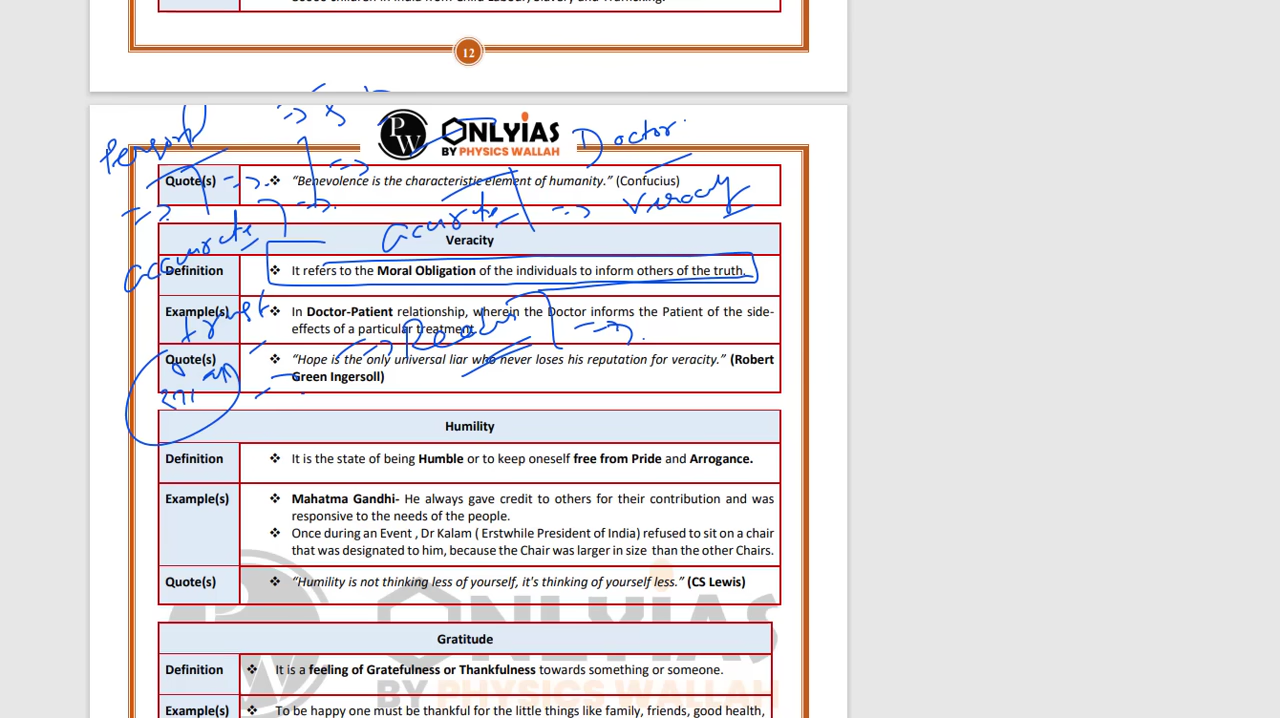 12
Person
Doctor
PW
ONLYIAS
BY PHYSICS WALLAH
Quote(s) ❖ “Benevolence is the characteristic element of humanity.” (Confucius)
Veracity
accurate
Veracity
accurate
Definition ❖ It refers to the Moral Obligation of the individuals to inform others of the truth.
Example(s) ❖ In Doctor-Patient relationship, wherein the Doctor informs the Patient of the side-
effects of a particular treatment.
trust
Quote(s) ❖ “Hope is the only universal liar who never loses his reputation for veracity.” (Robert
Green Ingersoll)
Humility
Definition ❖ It is the state of being Humble or to keep oneself free from Pride and Arrogance.
Example(s) ❖ Mahatma Gandhi- He always gave credit to others for their contribution and was
responsive to the needs of the people.
❖ Once during an Event , Dr Kalam ( Erstwhile President of India) refused to sit on a chair
that was designated to him, because the Chair was larger in size than the other Chairs.
Quote(s) ❖ “Humility is not thinking less of yourself, it's thinking of yourself less.” (CS Lewis)
Gratitude
Definition ❖ It is a feeling of Gratefulness or Thankfulness towards something or someone.
Example(s) ❖ To be happy one must be thankful for the little things like family, friends, good health,